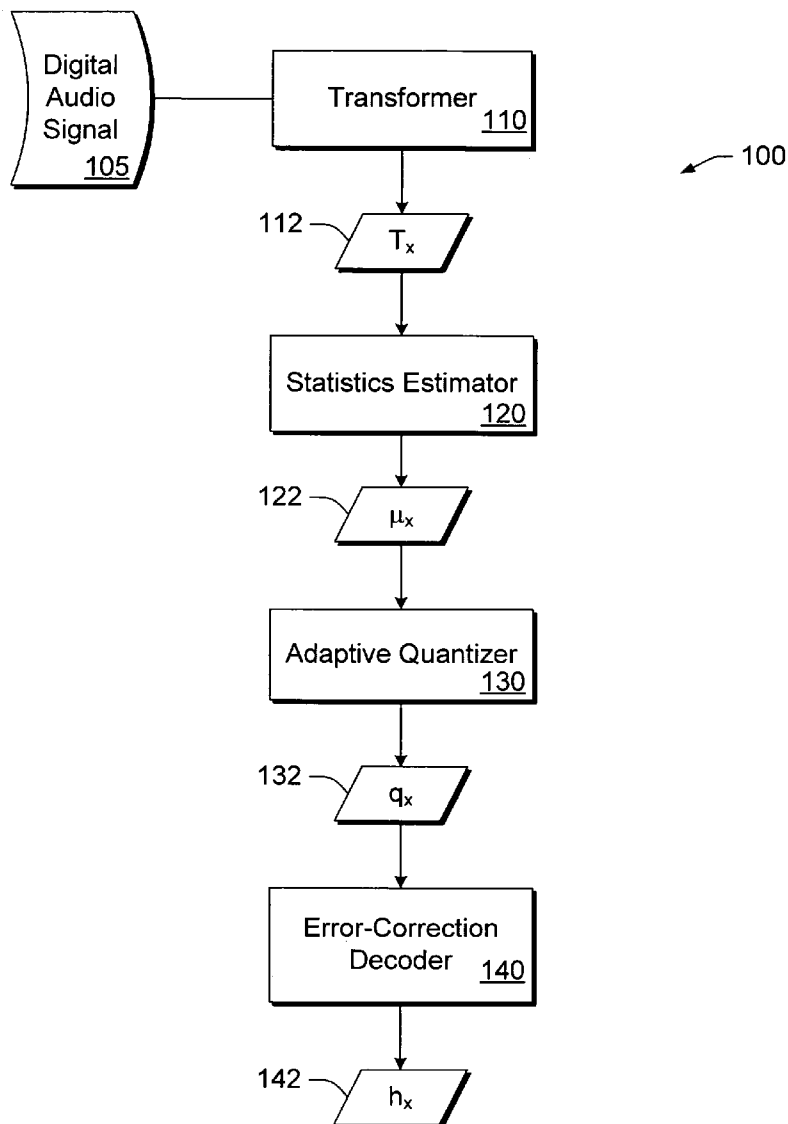 Digital
Audio
Signal
105
Transformer
110
100
112
Tx
Statistics Estimator
120
122
μx
Adaptive Quantizer
130
132
qx
Error-Correction
Decoder
140
142
hx